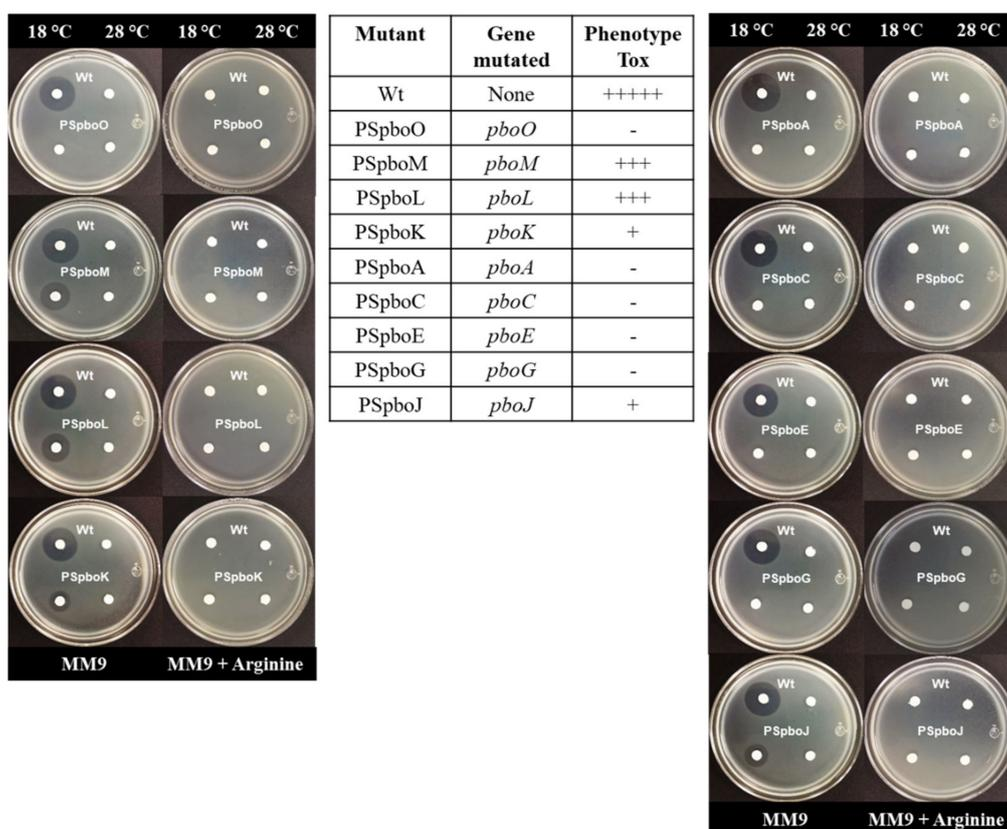 18 °C 28 °C 18 °C 28 °C
Wt Wt
PSpboO PSpboO
Wt Wt
PSpboM PSpboM
Wt Wt
PSpboL PSpboL
Wt Wt
PSpboK PSpboK
MM9 MM9 + Arginine
Mutant Gene mutated Phenotype Tox
Wt None +++++
PSpboO pboO -
PSpboM pboM +++
PSpboL pboL +++
PSpboK pboK +
PSpboA pboA -
PSpboC pboC -
PSpboE pboE -
PSpboG pboG -
PSpboJ pboJ +
18 °C 28 °C 18 °C 28 °C
Wt Wt
PSpboA PSpboA
Wt Wt
PSpboC PSpboC
Wt Wt
PSpboE PSpboE
Wt Wt
PSpboG PSpboG
Wt Wt
PSpboJ PSpboJ
MM9 MM9 + Arginine